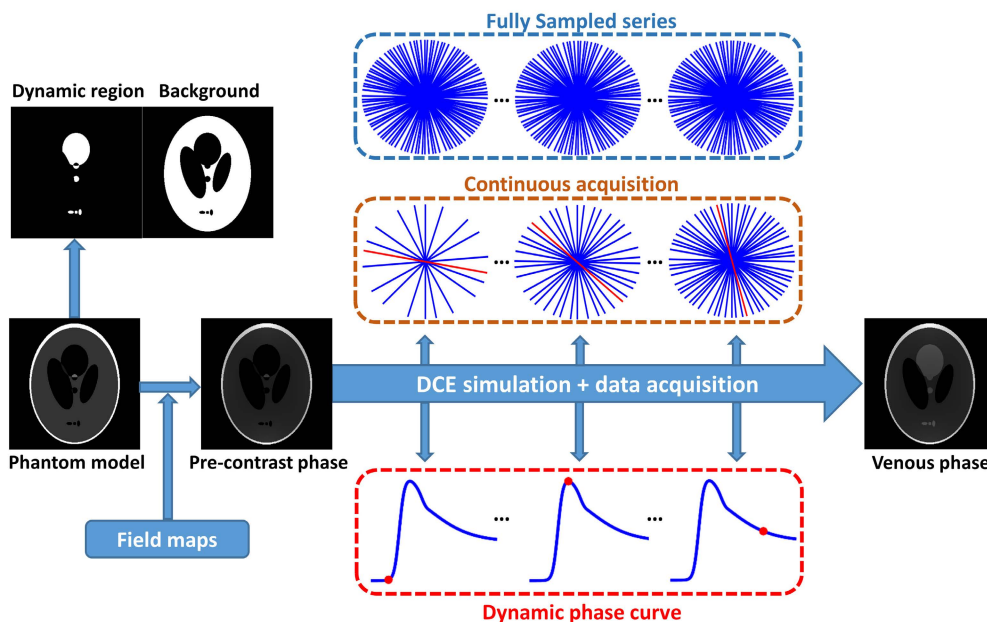 Fully Sampled series
Dynamic region
Background
... ...
Continuous acquisition
... ...
DCE simulation + data acquisition
Phantom model
Pre-contrast phase
Venous phase
Field maps
... ...
Dynamic phase curve